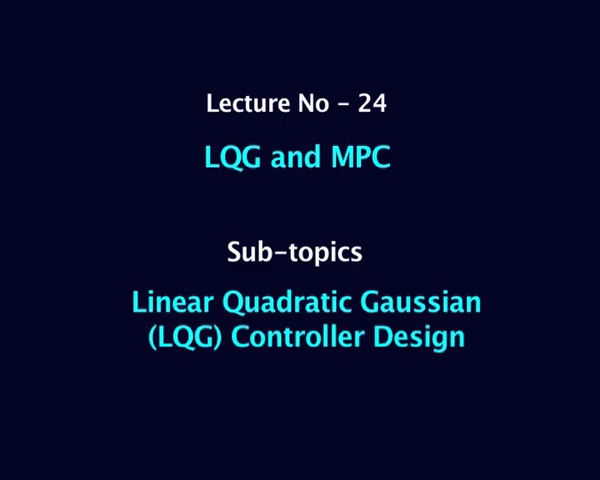 Lecture No - 24
LQG and MPC
Sub-topics
Linear Quadratic Gaussian
(LQG) Controller Design